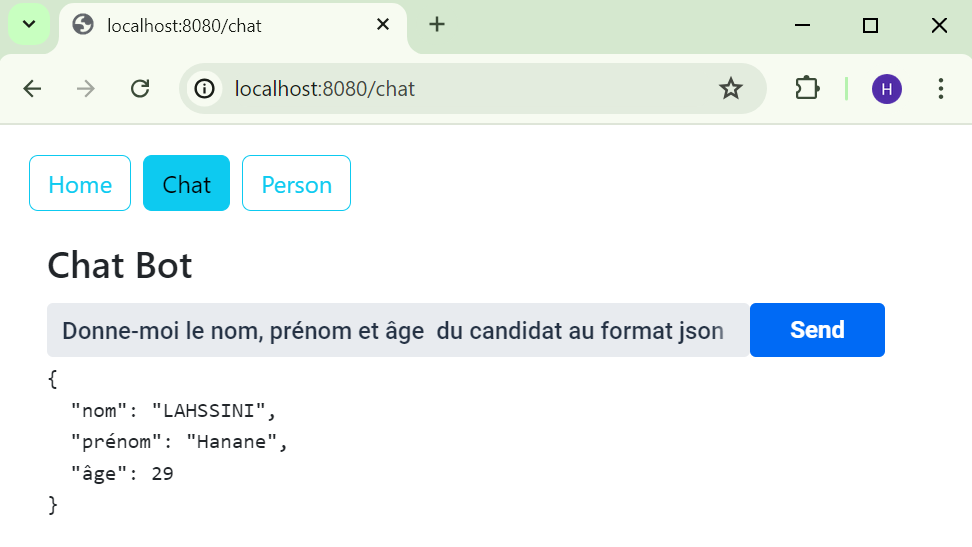 localhost:8080/chat
localhost:8080/chat
H
Home Chat Person
Chat Bot
Donne-moi le nom, prénom et âge  du candidat au format json Send
{
  "nom": "LAHSSINI",
  "prénom": "Hanane",
  "âge": 29
}